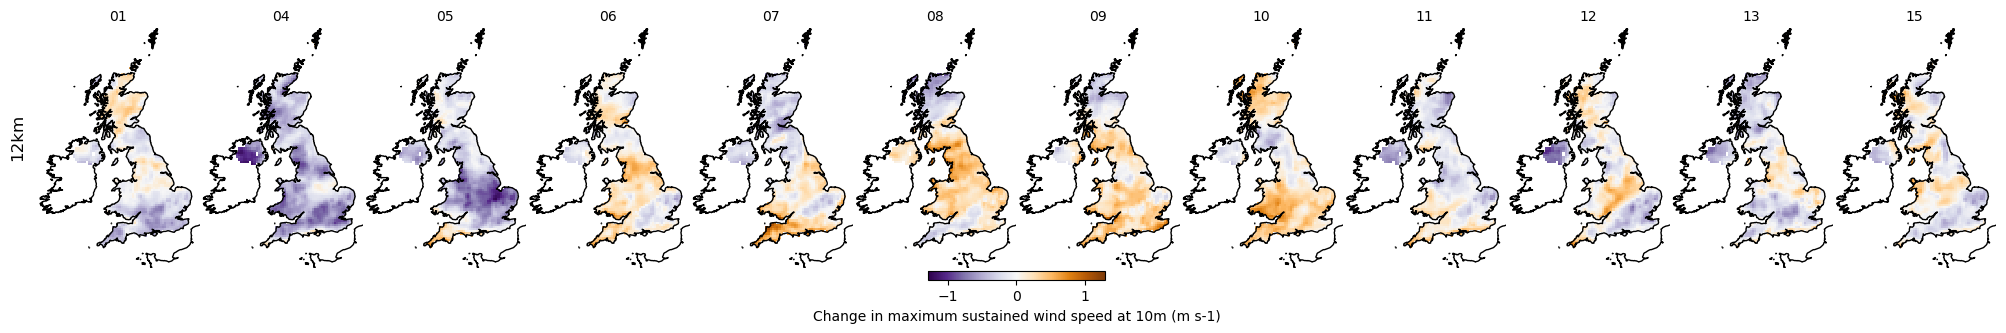 01 04 05 06 07 08 09 10 11 12 13 15
12km
−1 0 1
Change in maximum sustained wind speed at 10m (m s-1)